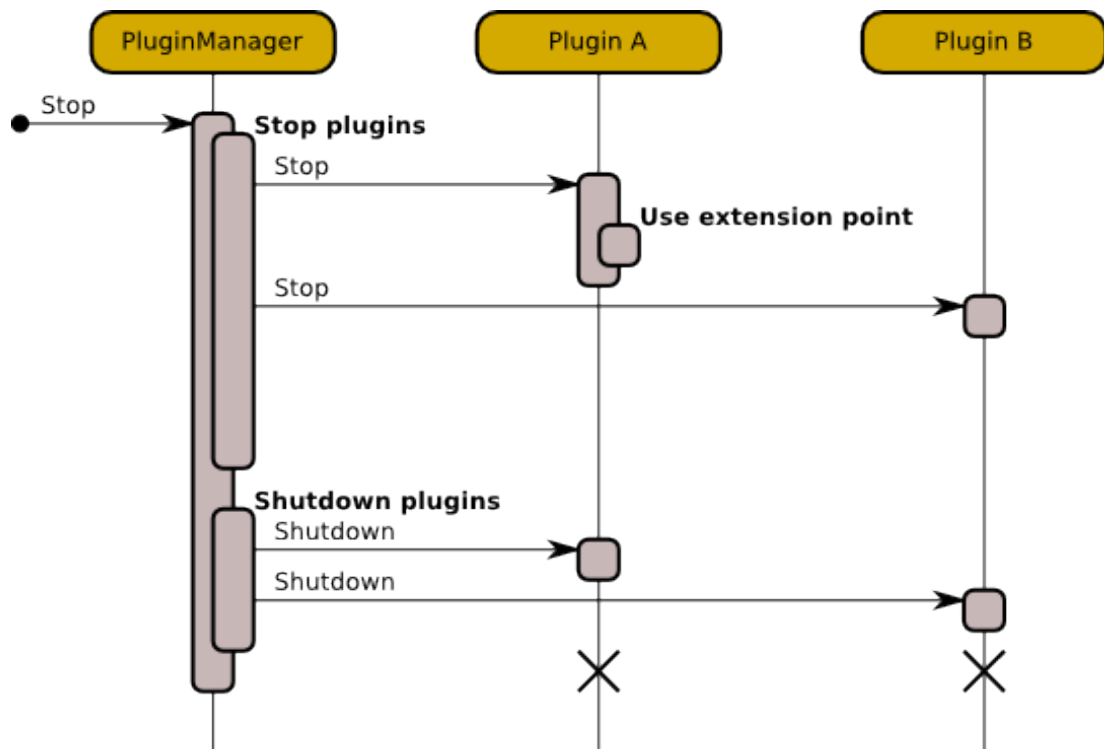 PluginManager
Plugin A
Plugin B
Stop
Stop plugins
Stop
Use extension point
Stop
Shutdown plugins
Shutdown
Shutdown